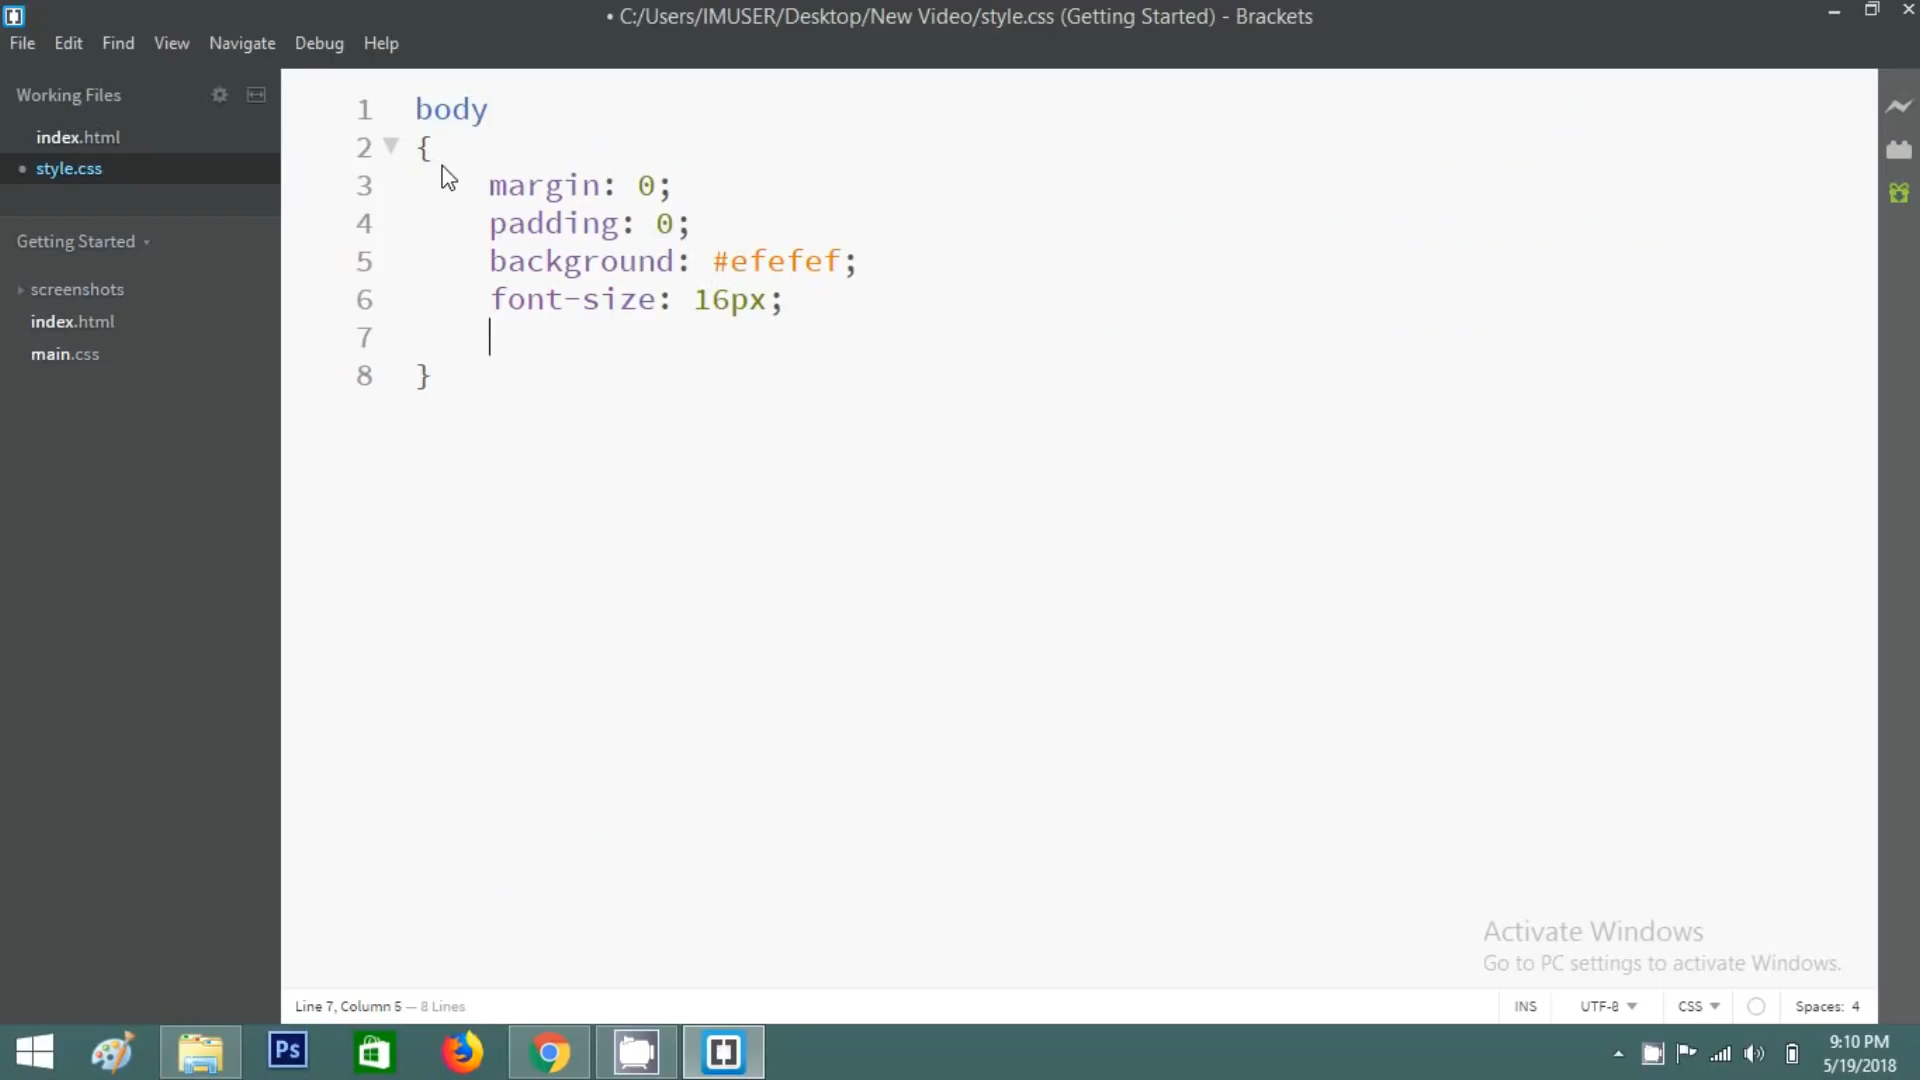 • C:/Users/IMUSER/Desktop/New Video/style.css (Getting Started) - Brackets
File Edit Find View Navigate Debug Help
Working Files
index.html
• style.css
Getting Started
screenshots
index.html
main.css
1 body
2 {
3 margin: 0;
4 padding: 0;
5 background: #efefef;
6 font-size: 16px;
7
8 }
Activate Windows
Go to PC settings to activate Windows.
Line 7, Column 5 — 8 Lines
INS UTF-8 CSS Spaces: 4
Ps
9:10 PM
5/19/2018